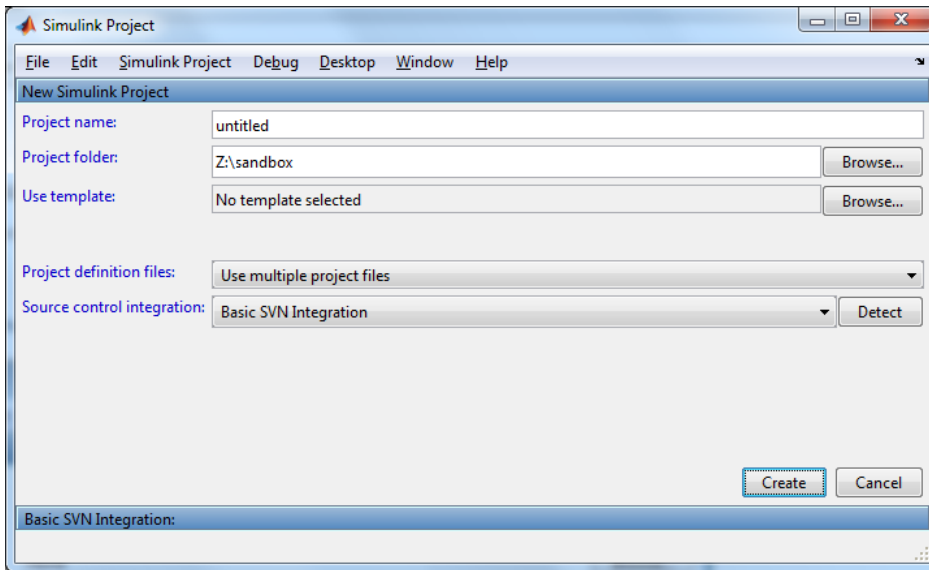 Simulink Project
File Edit Simulink Project Debug Desktop Window Help
New Simulink Project
Project name: untitled
Project folder: Z:\sandbox Browse...
Use template: No template selected Browse...
Project definition files: Use multiple project files
Source control integration: Basic SVN Integration Detect
Create Cancel
Basic SVN Integration: